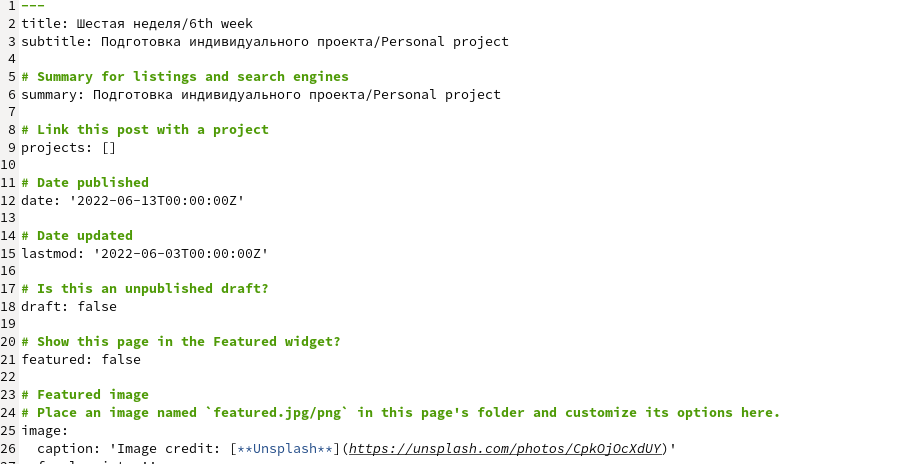 1 ---
2 title: Шестая неделя/6th week
3 subtitle: Подготовка индивидуального проекта/Personal project
4
5 # Summary for listings and search engines
6 summary: Подготовка индивидуального проекта/Personal project
7
8 # Link this post with a project
9 projects: []
10
11 # Date published
12 date: '2022-06-13T00:00:00Z'
13
14 # Date updated
15 lastmod: '2022-06-03T00:00:00Z'
16
17 # Is this an unpublished draft?
18 draft: false
19
20 # Show this page in the Featured widget?
21 featured: false
22
23 # Featured image
24 # Place an image named `featured.jpg/png` in this page's folder and customize its options here.
25 image:
26   caption: 'Image credit: [**Unsplash**](https://unsplash.com/photos/CpkOjOcXdUY)'